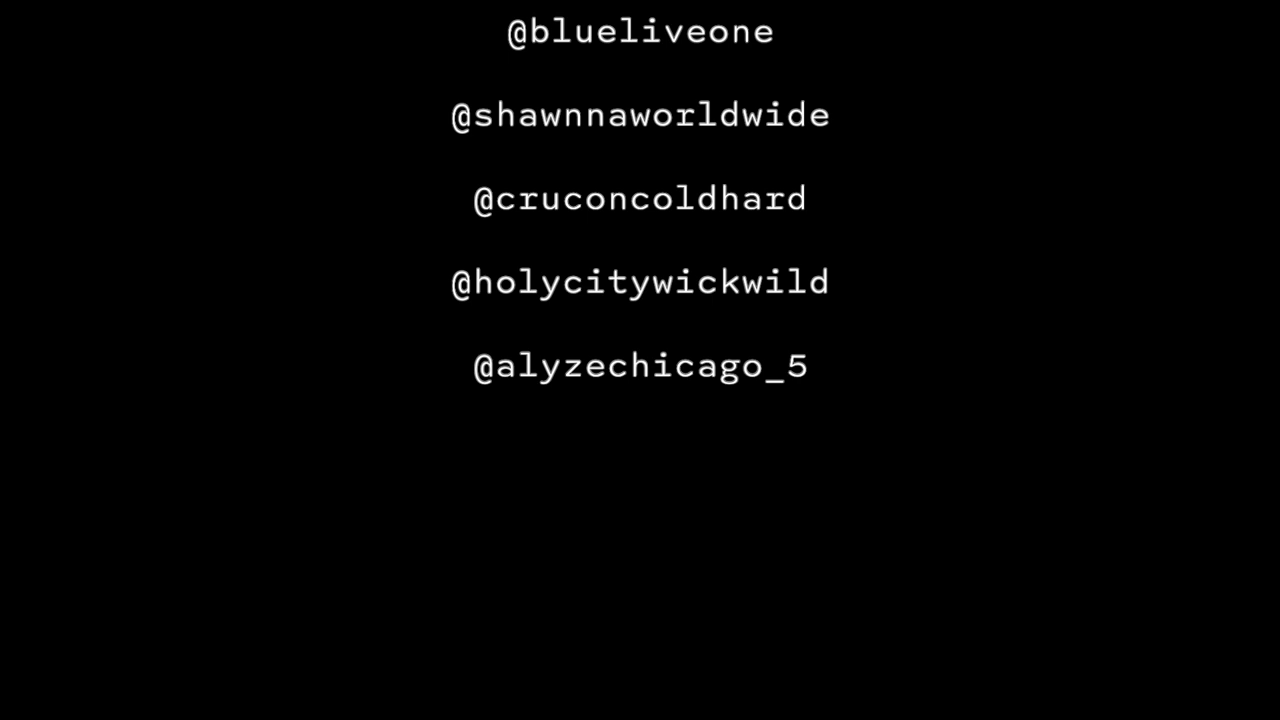 @blueliveone
@shawnnaworldwide
@cruconcoldhard
@holycitywickwild
@alyzechicago_5